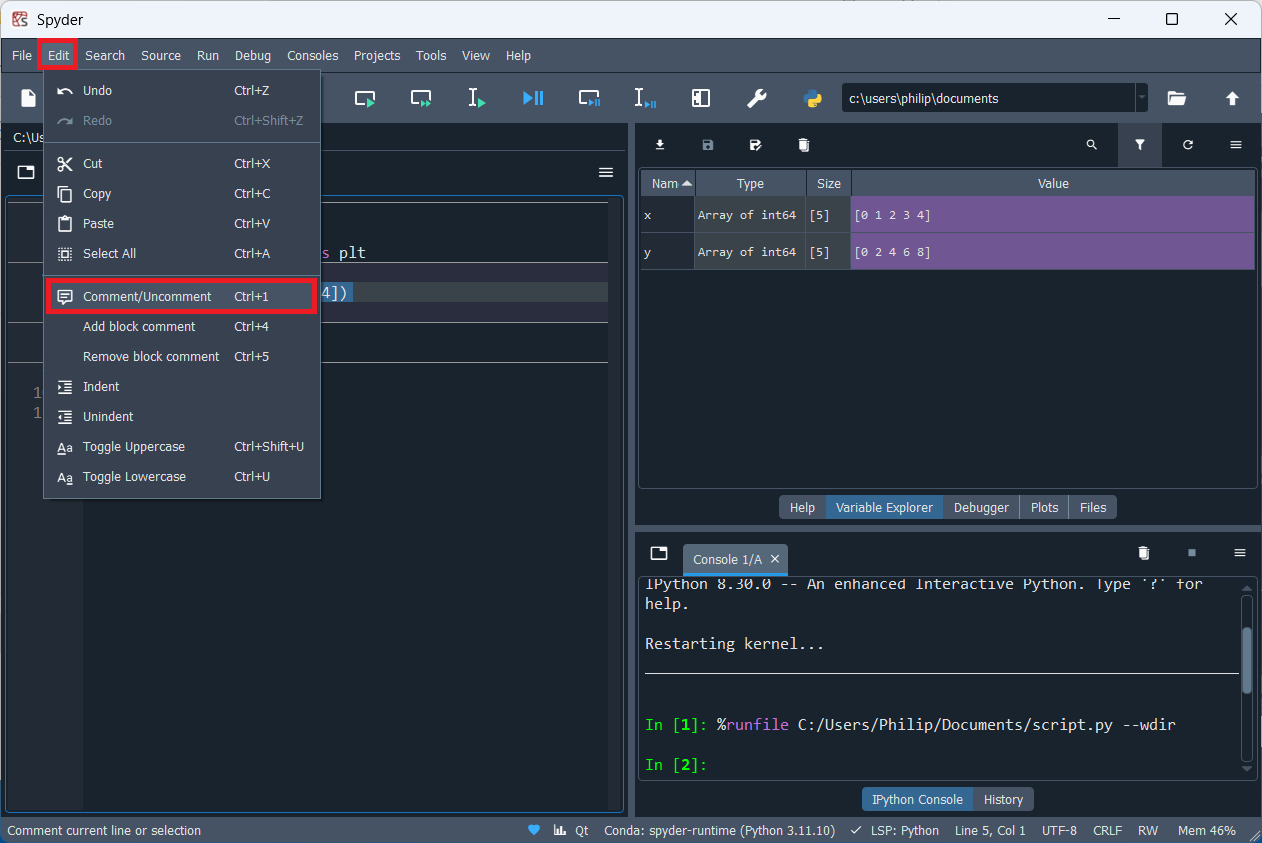 Spyder
File Edit Search Source Run Debug Consoles Projects Tools View Help
c:\users\philip\documents
Undo Ctrl+Z
Redo Ctrl+Shift+Z
Cut Ctrl+X
Copy Ctrl+C
Paste Ctrl+V
Select All Ctrl+A
Comment/Uncomment Ctrl+1
Add block comment Ctrl+4
Remove block comment Ctrl+5
Indent
Unindent
Aa Toggle Uppercase Ctrl+Shift+U
Aa Toggle Lowercase Ctrl+U
C:\Us
s plt
4])
10
1
Nam Type Size Value
x Array of int64 [5] [0 1 2 3 4]
y Array of int64 [5] [0 2 4 6 8]
Help Variable Explorer Debugger Plots Files
Console 1/A
IPython 8.30.0 -- An enhanced Interactive Python. Type '?' for
help.
Restarting kernel...
In [1]: %runfile C:/Users/Philip/Documents/script.py --wdir
In [2]:
IPython Console History
Comment current line or selection Qt Conda: spyder-runtime (Python 3.11.10) LSP: Python Line 5, Col 1 UTF-8 CRLF RW Mem 46%